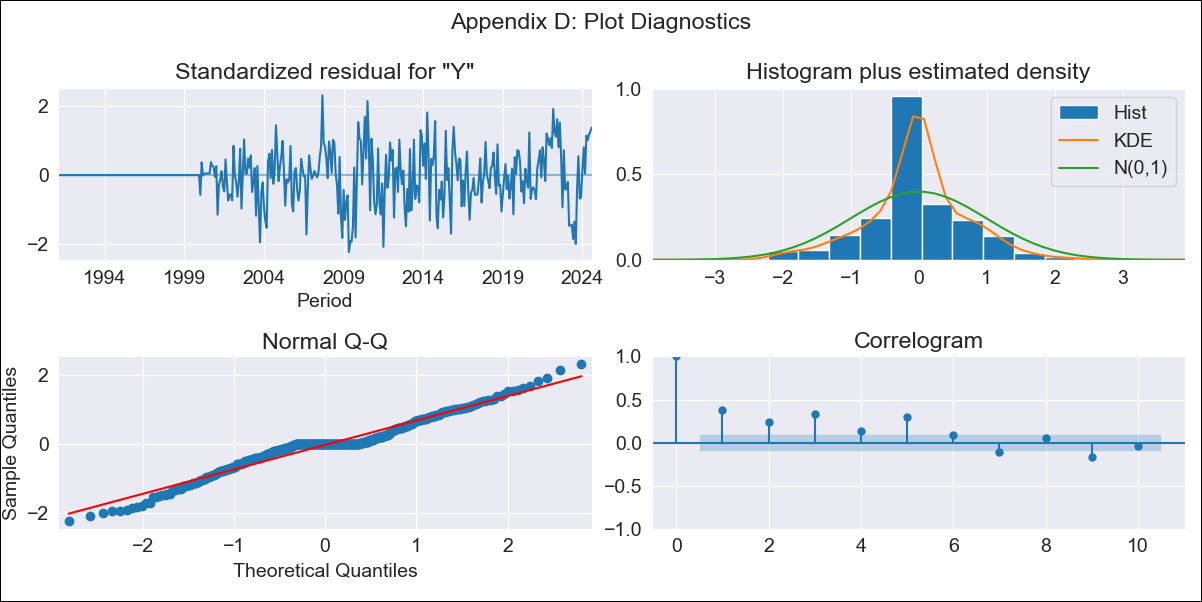 Appendix D: Plot Diagnostics
Standardized residual for "Y"
2
0
−2
1994 1999 2004 2009 2014 2019 2024
Period
Histogram plus estimated density
1.0
0.5
0.0
Hist
KDE
N(0,1)
−3 −2 −1 0 1 2 3
Normal Q-Q
Sample Quantiles
2
0
−2
−2 −1 0 1 2
Theoretical Quantiles
Correlogram
1.0
0.5
0.0
−0.5
−1.0
0 2 4 6 8 10